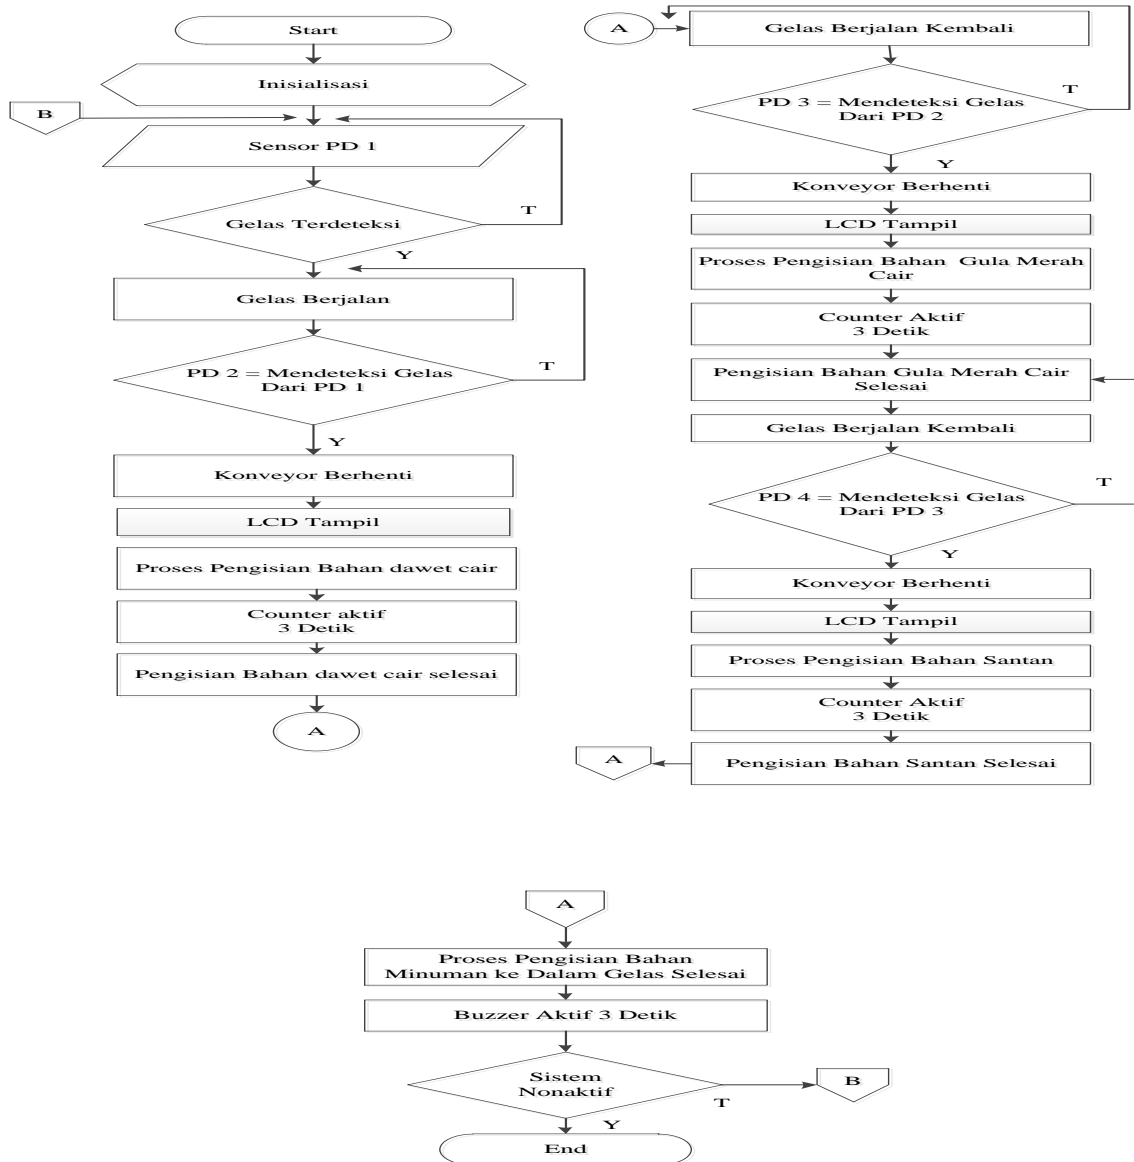 Start
Inisialisasi
B
Sensor PD 1
Gelas Terdeteksi
T
Y
Gelas Berjalan
PD 2 = Mendeteksi Gelas
Dari PD 1
T
Y
Konveyor Berhenti
LCD Tampil
Proses Pengisian Bahan dawet cair
Counter aktif
3 Detik
Pengisian Bahan dawet cair selesai
A
A
Gelas Berjalan Kembali
PD 3 = Mendeteksi Gelas
Dari PD 2
T
Y
Konveyor Berhenti
LCD Tampil
Proses Pengisian Bahan Gula Merah
Cair
Counter Aktif
3 Detik
Pengisian Bahan Gula Merah Cair
Selesai
Gelas Berjalan Kembali
PD 4 = Mendeteksi Gelas
Dari PD 3
T
Y
Konveyor Berhenti
LCD Tampil
Proses Pengisian Bahan Santan
Counter Aktif
3 Detik
Pengisian Bahan Santan Selesai
A
A
Proses Pengisian Bahan
Minuman ke Dalam Gelas Selesai
Buzzer Aktif 3 Detik
Sistem
Nonaktif
T
B
Y
End